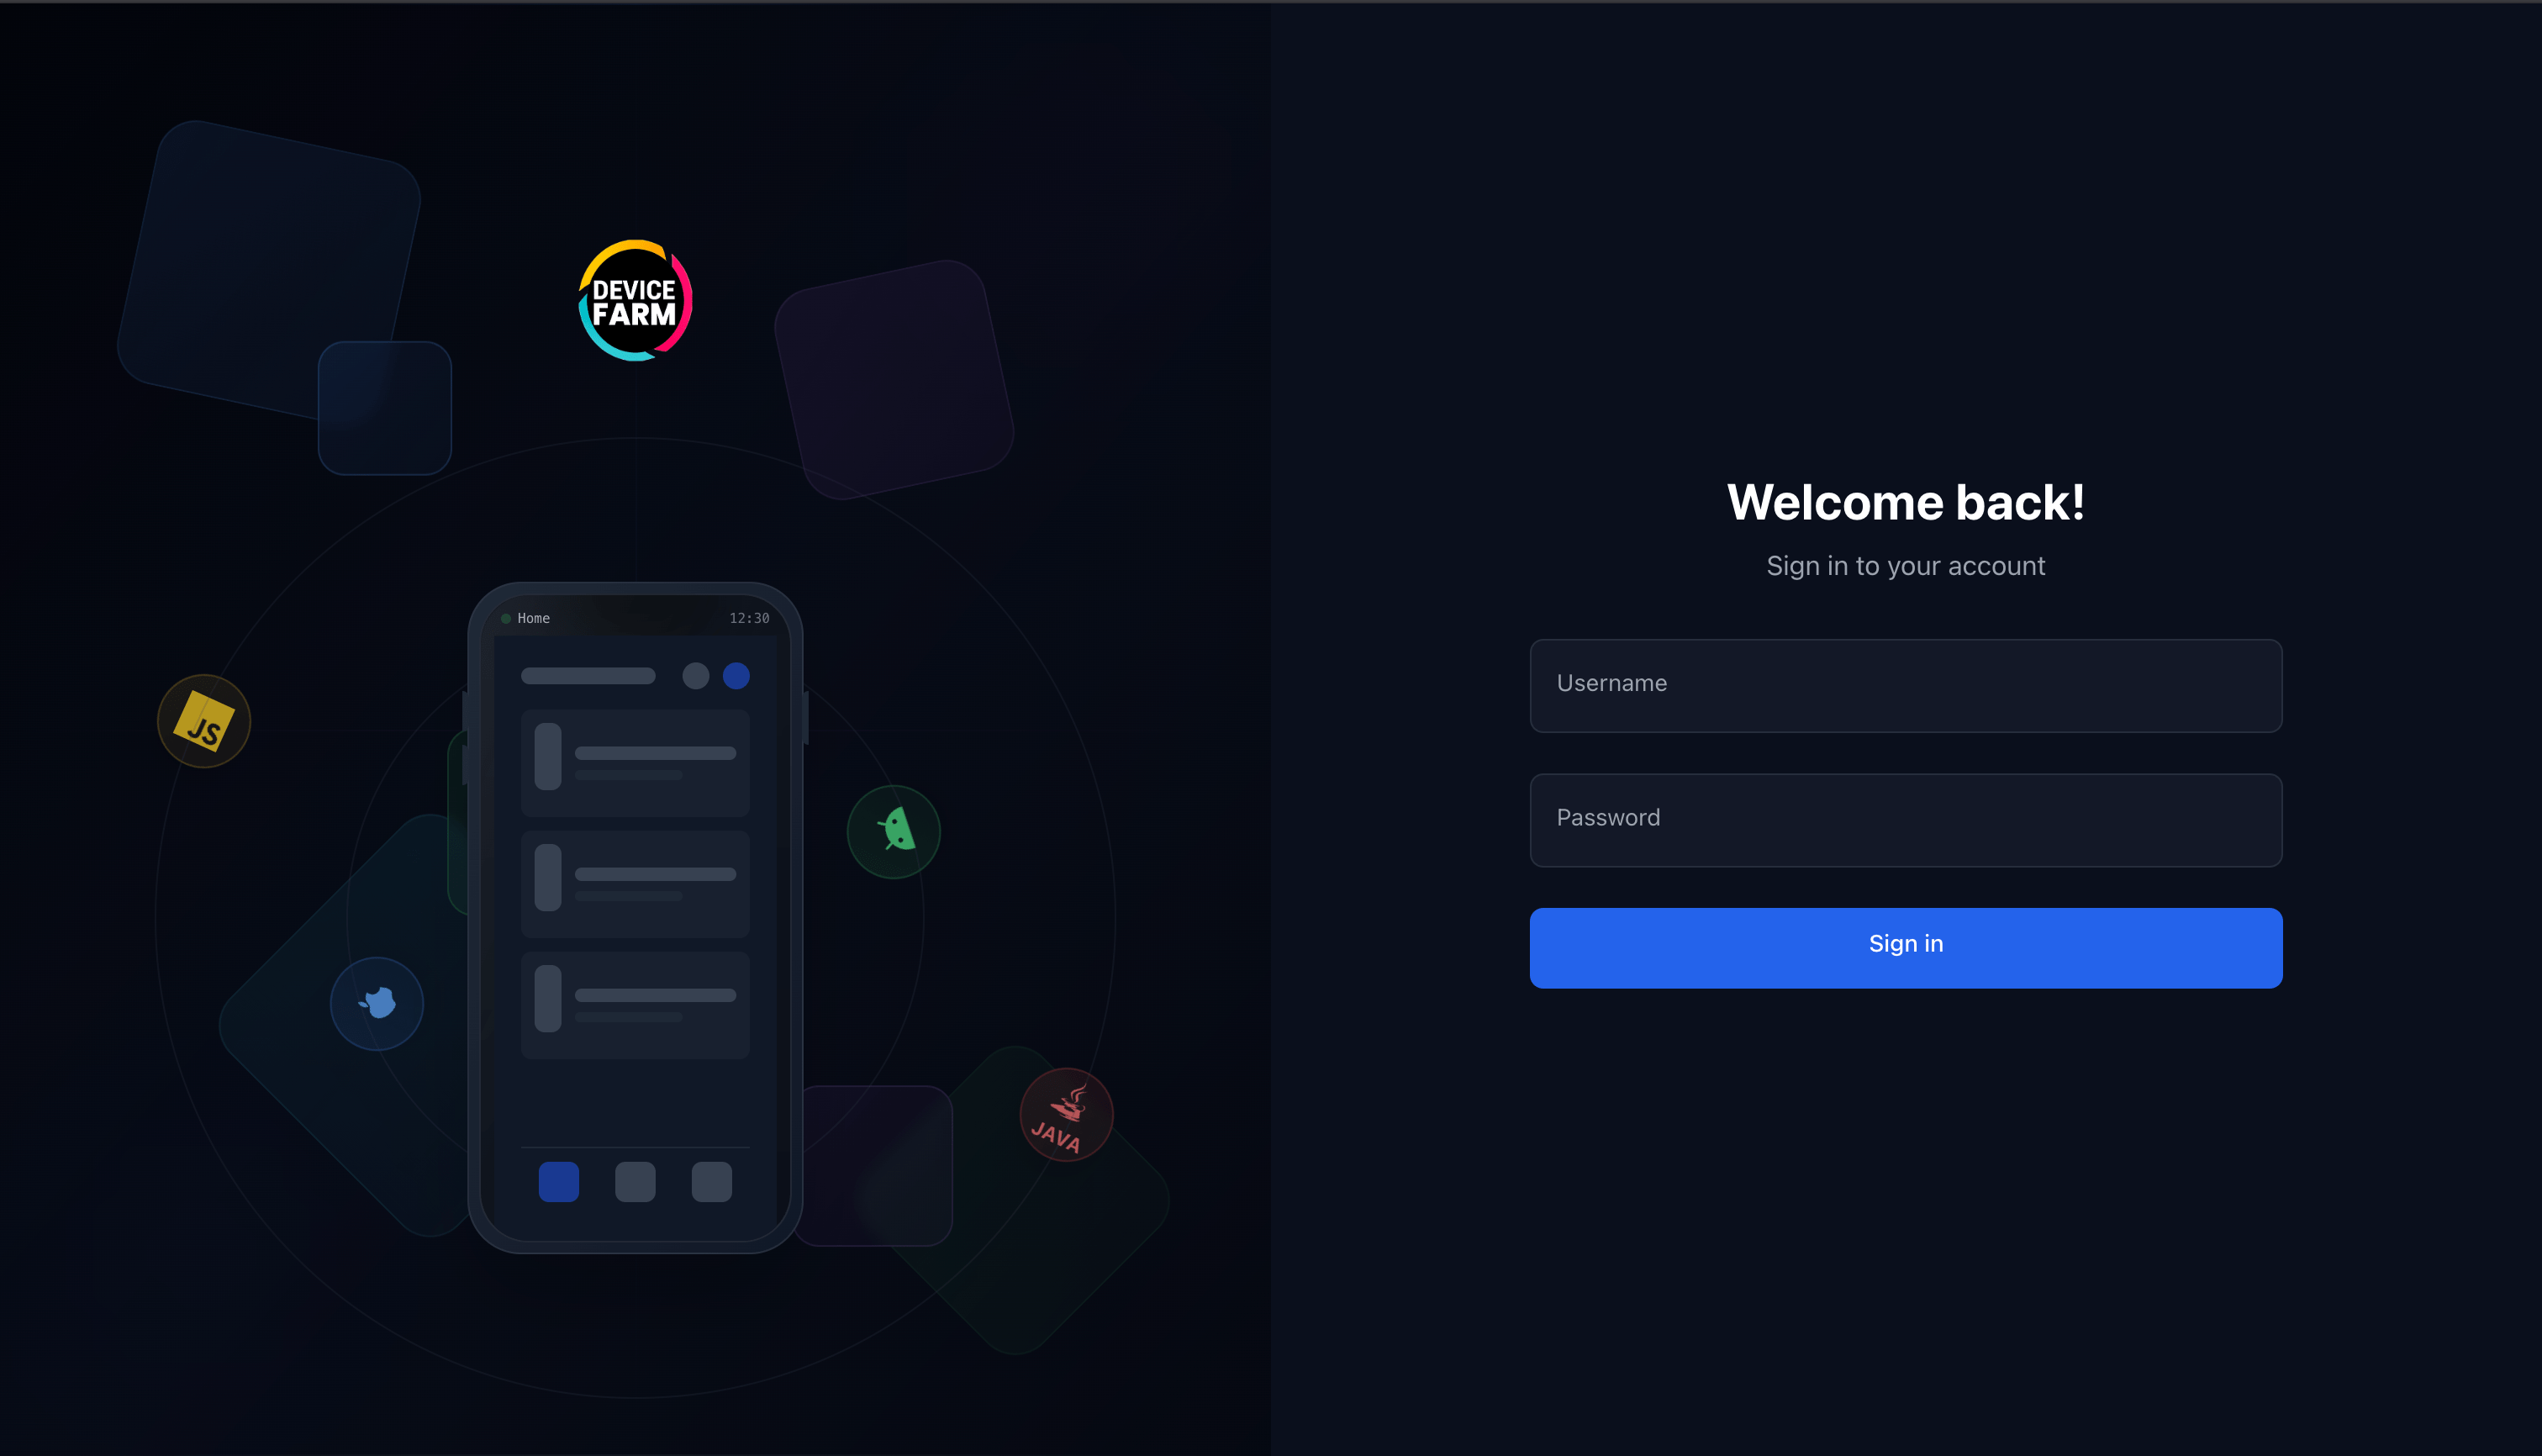 DEVICE
FARM
Home
12:30
JS
JAVA
Welcome back!
Sign in to your account
Username
Password
Sign in